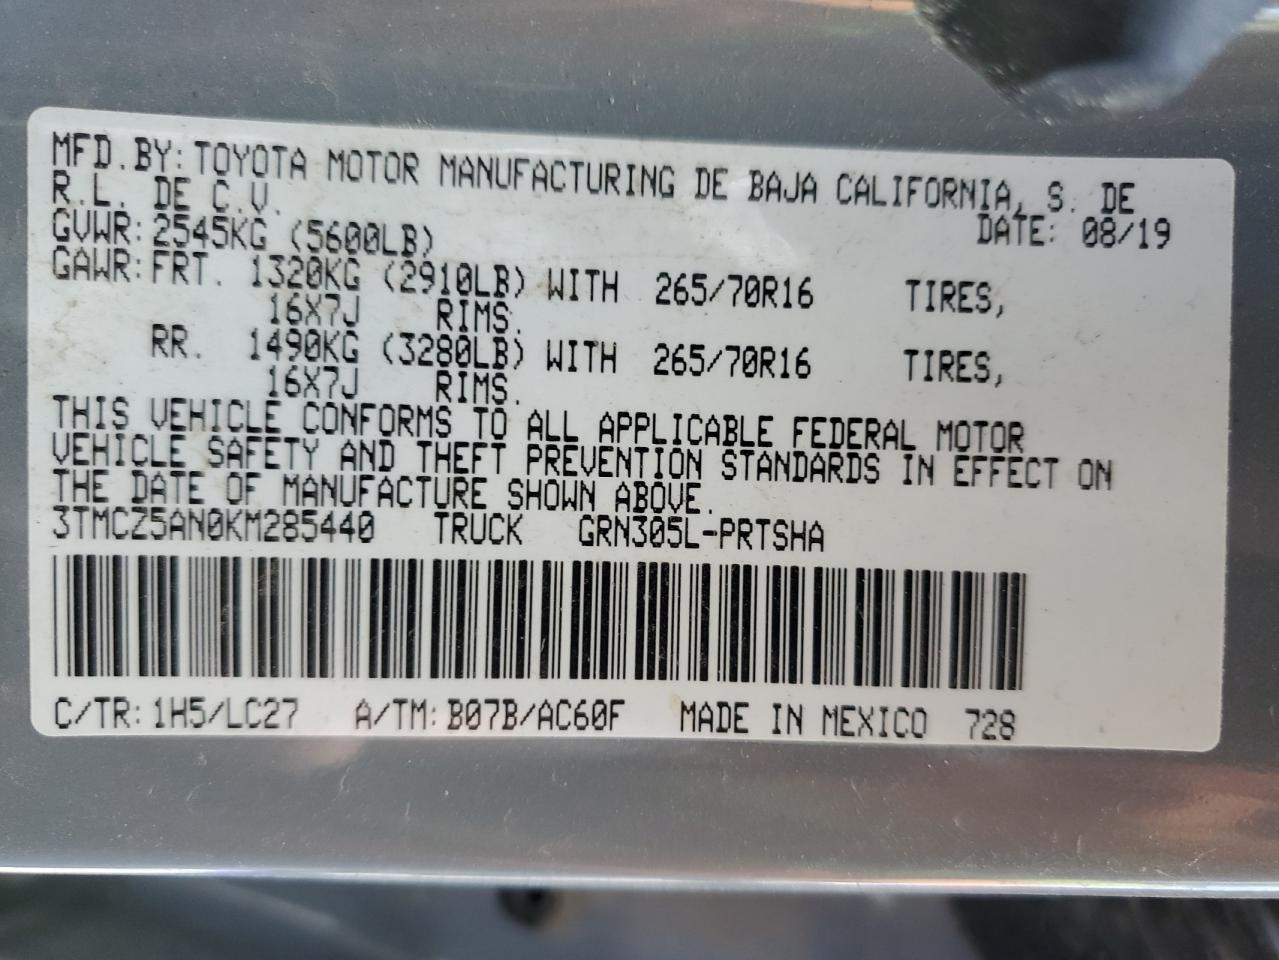 MFD.BY: TOYOTA MOTOR MANUFACTURING DE BAJA CALIFORNIA, S. DE
R.L. DE C.V.
GVWR: 2545KG (5600LB) DATE: 08/19
GAWR: FRT. 1320KG (2910LB) WITH 265/70R16 TIRES,
16X7J RIMS.
RR. 1490KG (3280LB) WITH 265/70R16 TIRES,
16X7J RIMS.
THIS VEHICLE CONFORMS TO ALL APPLICABLE FEDERAL MOTOR
VEHICLE SAFETY AND THEFT PREVENTION STANDARDS IN EFFECT ON
THE DATE OF MANUFACTURE SHOWN ABOVE.
3TMCZ5AN0KM285440 TRUCK GRN305L-PRTSHA
C/TR: 1H5/LC27 A/TM: B07B/AC60F MADE IN MEXICO 728